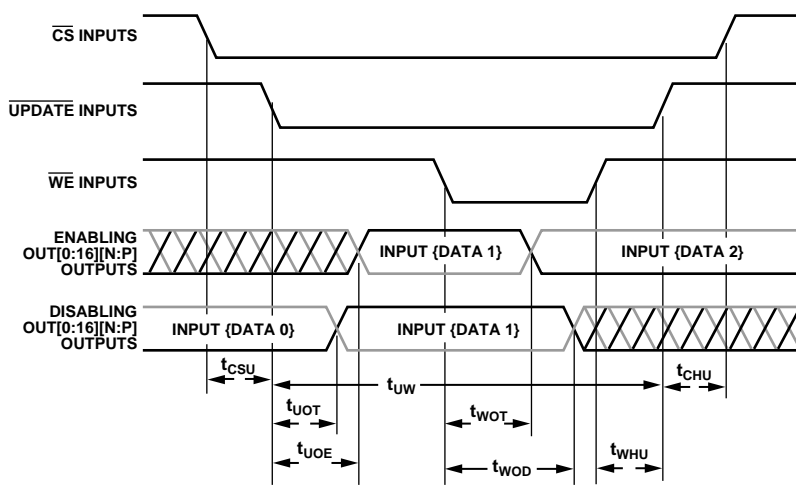 CS INPUTS
UPDATE INPUTS
WE INPUTS
ENABLING
OUT[0:16][N:P]
OUTPUTS
INPUT {DATA 1}
INPUT {DATA 2}
DISABLING
OUT[0:16][N:P]
OUTPUTS
INPUT {DATA 0}
INPUT {DATA 1}
tCSU
tUW
tCHU
tUOT
tWOT
tUOE
tWOD
tWHU